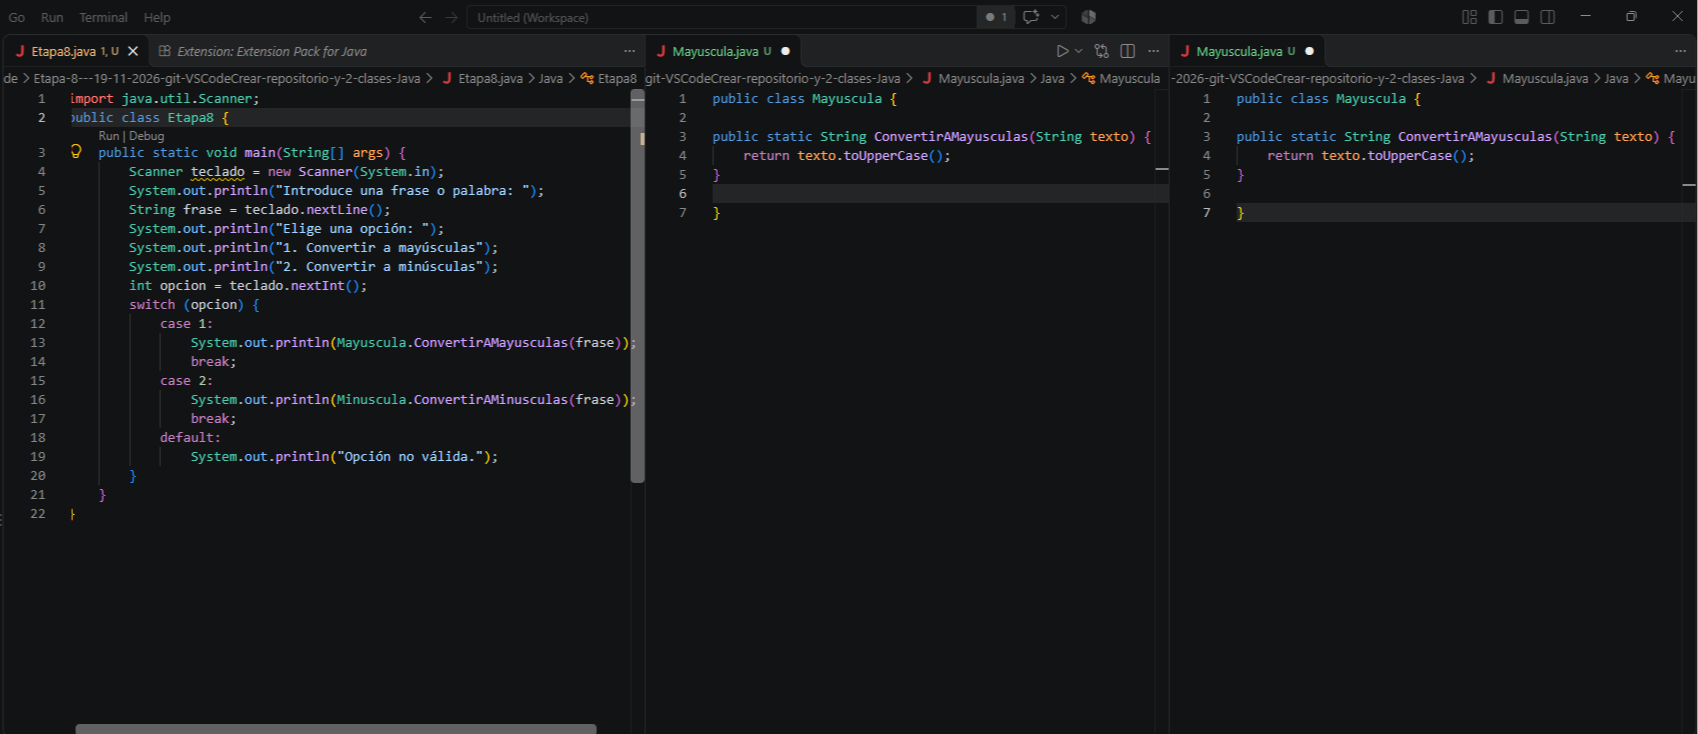 Go Run Terminal Help
Untitled (Workspace)
1
Etapa8.java 1, U
Extension: Extension Pack for Java
de > Etapa-8---19-11-2026-git-VSCodeCrear-repositorio-y-2-clases-Java > Etapa8.java > Java > Etapa8
1 import java.util.Scanner;
2 public class Etapa8 {
Run | Debug
3 public static void main(String[] args) {
4 Scanner teclado = new Scanner(System.in);
5 System.out.println("Introduce una frase o palabra: ");
6 String frase = teclado.nextLine();
7 System.out.println("Elige una opción: ");
8 System.out.println("1. Convertir a mayúsculas");
9 System.out.println("2. Convertir a minúsculas");
10 int opcion = teclado.nextInt();
11 switch (opcion) {
12 case 1:
13 System.out.println(Mayuscula.ConvertirAMayusculas(frase));
14 break;
15 case 2:
16 System.out.println(Minuscula.ConvertirAMinusculas(frase));
17 break;
18 default:
19 System.out.println("Opción no válida.");
20 }
21 }
22 }
Mayuscula.java U
git-VSCodeCrear-repositorio-y-2-clases-Java > Mayuscula.java > Java > Mayuscula
1 public class Mayuscula {
2
3 public static String ConvertirAMayusculas(String texto) {
4 return texto.toUpperCase();
5 }
6
7 }
Mayuscula.java U
-2026-git-VSCodeCrear-repositorio-y-2-clases-Java > Mayuscula.java > Java > Mayu
1 public class Mayuscula {
2
3 public static String ConvertirAMayusculas(String texto) {
4 return texto.toUpperCase();
5 }
6
7 }